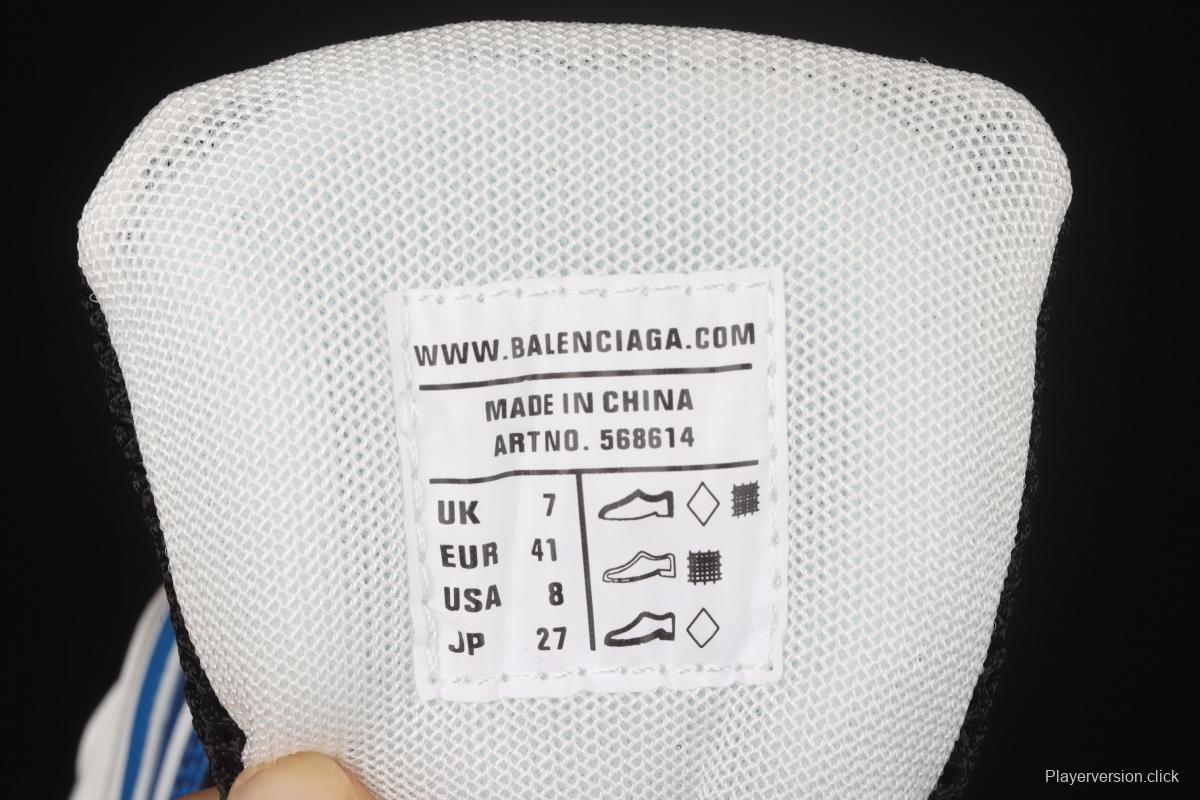 WWW.BALENCIAGA.COM
MADE IN CHINA
ARTNO. 568614
UK 7
EUR 41
USA 8
JP 27
Playerversion.click